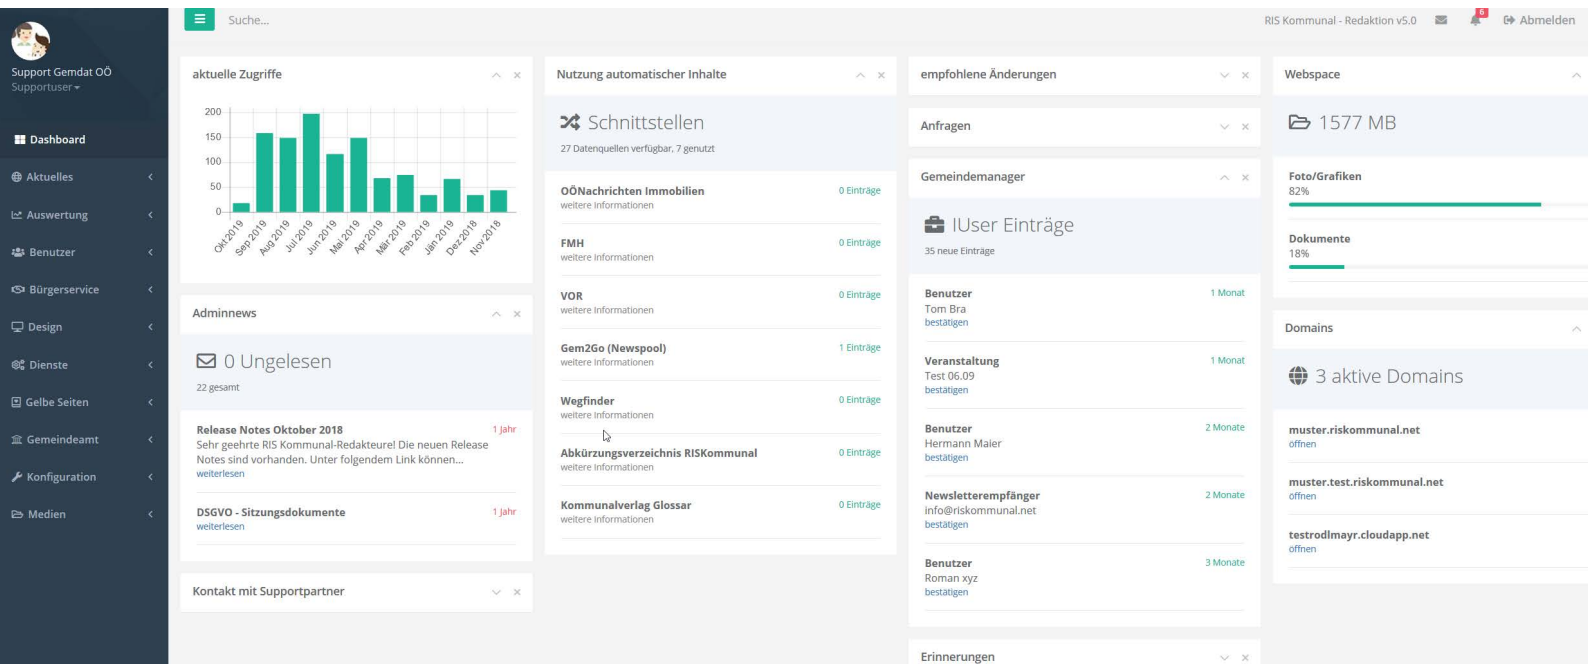 Suche...
RIS Kommunal - Redaktion v5.0
6
Abmelden
Support Gemdat OÖ
Supportuser
Dashboard
Aktuelles
Auswertung
Benutzer
Bürgerservice
Design
Dienste
Gelbe Seiten
Gemeindeamt
Konfiguration
Medien
aktuelle Zugriffe
200
150
100
50
0
Okt 2019
Sep 2019
Aug 2019
Jul 2019
Jun 2019
Mai 2019
Apr 2019
Mär 2019
Feb 2019
Jän 2019
Dez 2018
Nov 2018
Adminnews
0 Ungelesen
22 gesamt
Release Notes Oktober 2018
1 Jahr
Sehr geehrte RIS Kommunal-Redakteure! Die neuen Release
Notes sind vorhanden. Unter folgendem Link können...
weiterlesen
DSGVO - Sitzungsdokumente
1 Jahr
weiterlesen
Kontakt mit Supportpartner
Nutzung automatischer Inhalte
Schnittstellen
27 Datenquellen verfügbar, 7 genutzt
OÖNachrichten Immobilien
0 Einträge
weitere Informationen
FMH
0 Einträge
weitere Informationen
VOR
0 Einträge
weitere Informationen
Gem2Go (Newspool)
1 Einträge
weitere Informationen
Wegfinder
0 Einträge
weitere Informationen
Abkürzungsverzeichnis RISKommunal
0 Einträge
weitere Informationen
Kommunalverlag Glossar
0 Einträge
weitere Informationen
empfohlene Änderungen
Anfragen
Gemeindemanager
IUser Einträge
35 neue Einträge
Benutzer
1 Monat
Tom Bra
bestätigen
Veranstaltung
1 Monat
Test 06.09
bestätigen
Benutzer
2 Monate
Hermann Maier
bestätigen
Newsletterempfänger
2 Monate
info@riskommunal.net
bestätigen
Benutzer
3 Monate
Roman xyz
bestätigen
Erinnerungen
Webspace
1577 MB
Foto/Grafiken
82%
Dokumente
18%
Domains
3 aktive Domains
muster.riskommunal.net
öffnen
muster.test.riskommunal.net
öffnen
testrodlmayr.cloudapp.net
öffnen